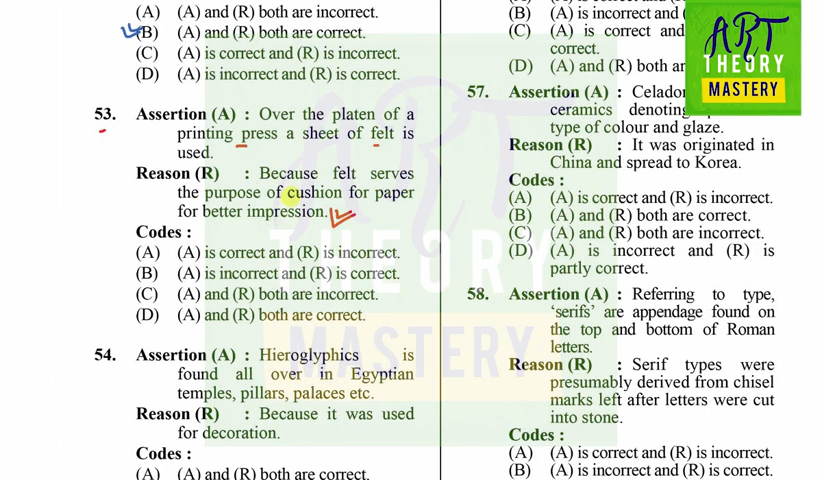 (A) (A) and (R) both are incorrect.
(B) (A) and (R) both are correct.
(C) (A) is correct and (R) is incorrect.
(D) (A) is incorrect and (R) is correct.
53. Assertion (A) : Over the platen of a
printing press a sheet of felt is
used.
Reason (R) : Because felt serves
the purpose of cushion for paper
for better impression.
Codes :
(A) (A) is correct and (R) is incorrect.
(B) (A) is incorrect and (R) is correct.
(C) (A) and (R) both are incorrect.
(D) (A) and (R) both are correct.
54. Assertion (A) : Hieroglyphics is
found all over in Egyptian
temples, pillars, palaces etc.
Reason (R) : Because it was used
for decoration.
Codes :
(A) (A) and (R) both are correct.
(B) (A) is incorrect and
(C) (A) is correct and
correct.
(D) (A) and (R) both
57. Assertion (A) :
ceramics denoting
type of colour and glaze.
Reason (R) : It was originated in
China and spread to Korea.
Codes :
(A) (A) is correct and (R) is incorrect.
(B) (A) and (R) both are correct.
(C) (A) and (R) both are incorrect.
(D) (A) is incorrect and (R) is
partly correct.
58. Assertion (A) : Referring to type,
‘serifs’ are appendage found on
the top and bottom of Roman
letters.
Reason (R) : Serif types were
presumably derived from chisel
marks left after letters were cut
into stone.
Codes :
(A) (A) is correct and (R) is incorrect.
(B) (A) is incorrect and (R) is correct.
ART
THEORY
MASTERY
ART
THEORY
MASTERY